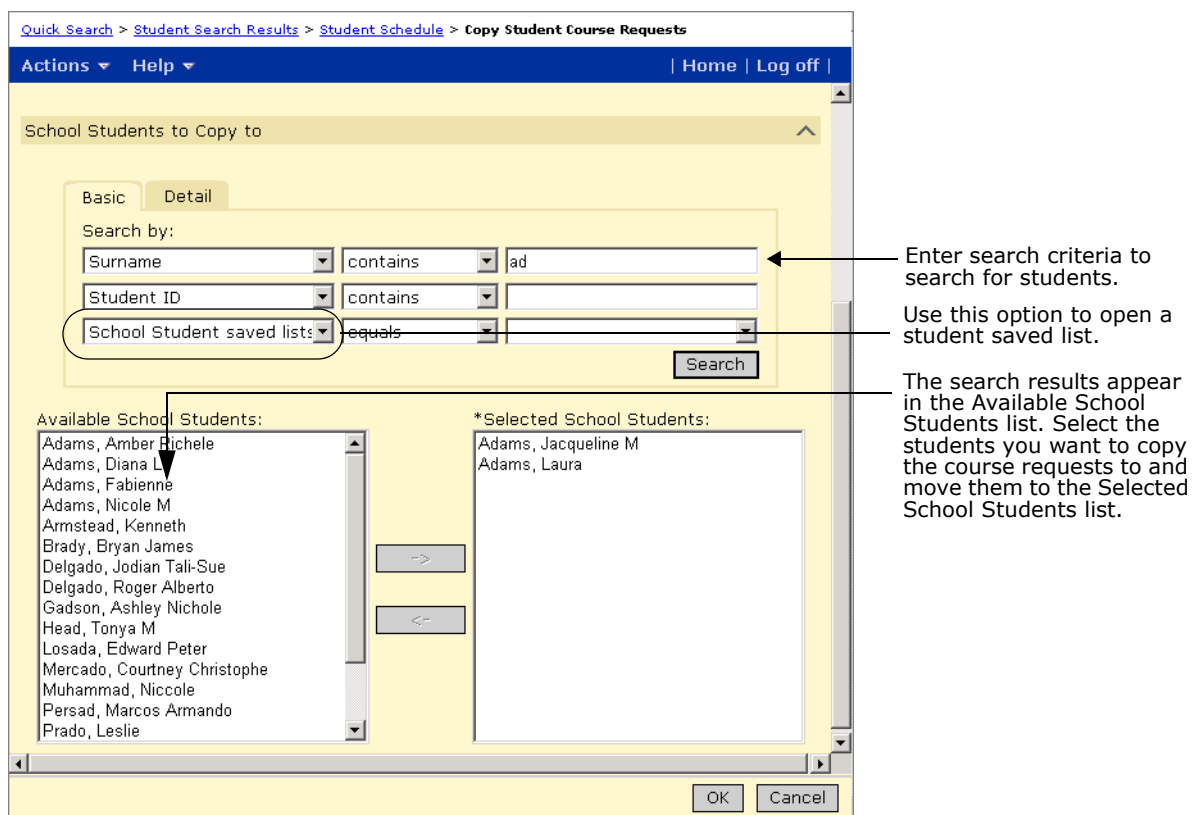 Quick Search > Student Search Results > Student Schedule > Copy Student Course Requests
Actions Help | Home | Log off |
School Students to Copy to
Basic Detail
Search by:
Surname contains ad
Student ID contains
School Student saved lists equals
Search
Enter search criteria to
search for students.
Use this option to open a
student saved list.
The search results appear
in the Available School
Students list. Select the
students you want to copy
the course requests to and
move them to the Selected
School Students list.
Available School Students:
Adams, Amber Richele
Adams, Diana L
Adams, Fabienne
Adams, Nicole M
Armstead, Kenneth
Brady, Bryan James
Delgado, Jodian Tali-Sue
Delgado, Roger Alberto
Gadson, Ashley Nichole
Head, Tonya M
Losada, Edward Peter
Mercado, Courtney Christophe
Muhammad, Niccole
Persad, Marcos Armando
Prado, Leslie
->
<-
*Selected School Students:
Adams, Jacqueline M
Adams, Laura
OK Cancel